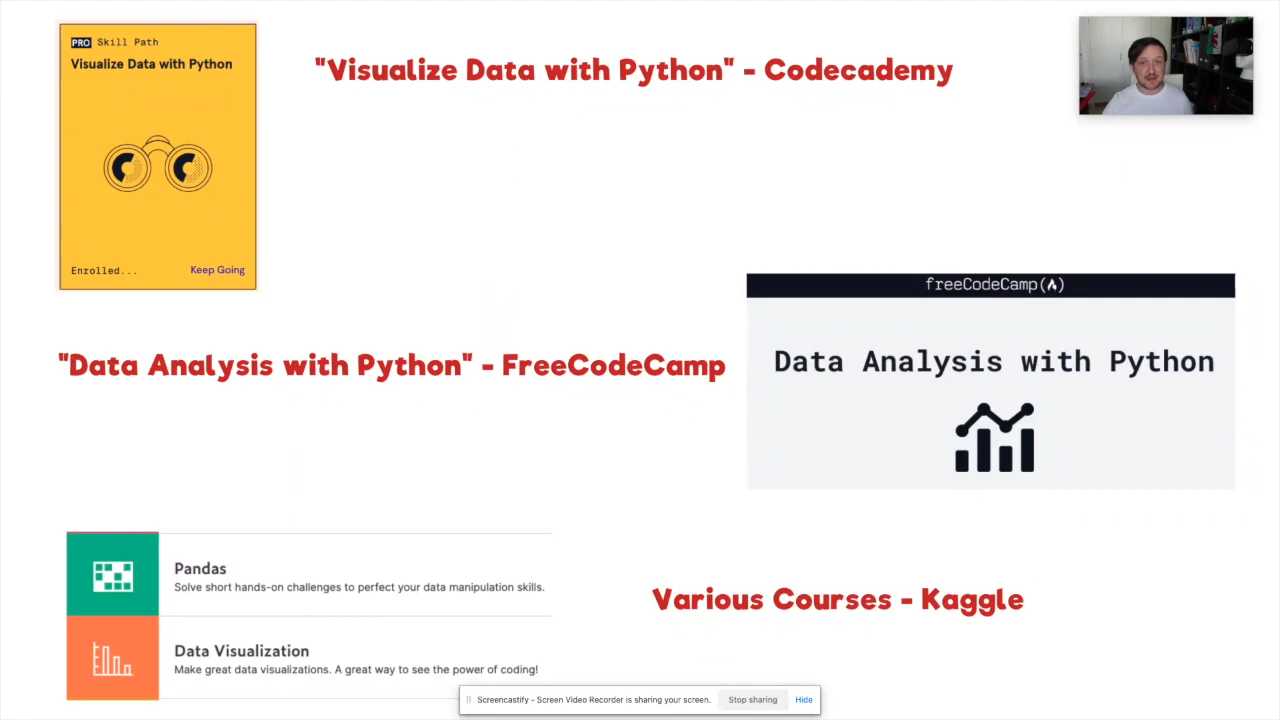 PRO Skill Path
Visualize Data with Python
Enrolled...
Keep Going
"Visualize Data with Python" - Codecademy
"Data Analysis with Python" - FreeCodeCamp
freeCodeCamp(🔥)
Data Analysis with Python
Pandas
Solve short hands-on challenges to perfect your data manipulation skills.
Data Visualization
Make great data visualizations. A great way to see the power of coding!
Various Courses - Kaggle
Screencastify - Screen Video Recorder is sharing your screen.
Stop sharing
Hide